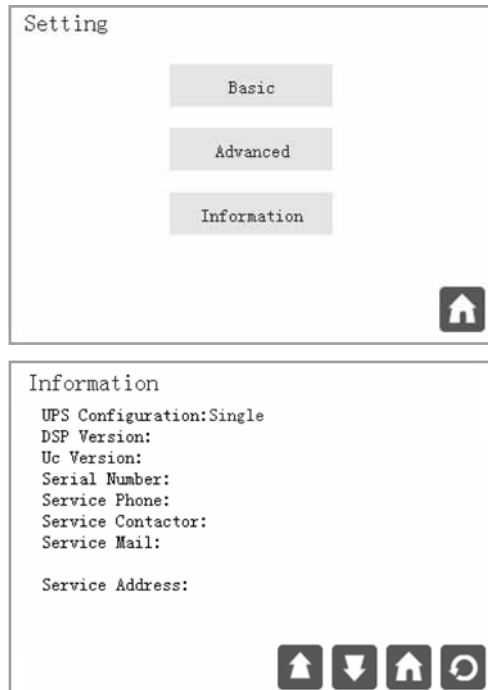 Setting
Basic
Advanced
Information
Information
UPS Configuration:Single
DSP Version:
Uc Version:
Serial Number:
Service Phone:
Service Contactor:
Service Mail:
Service Address: